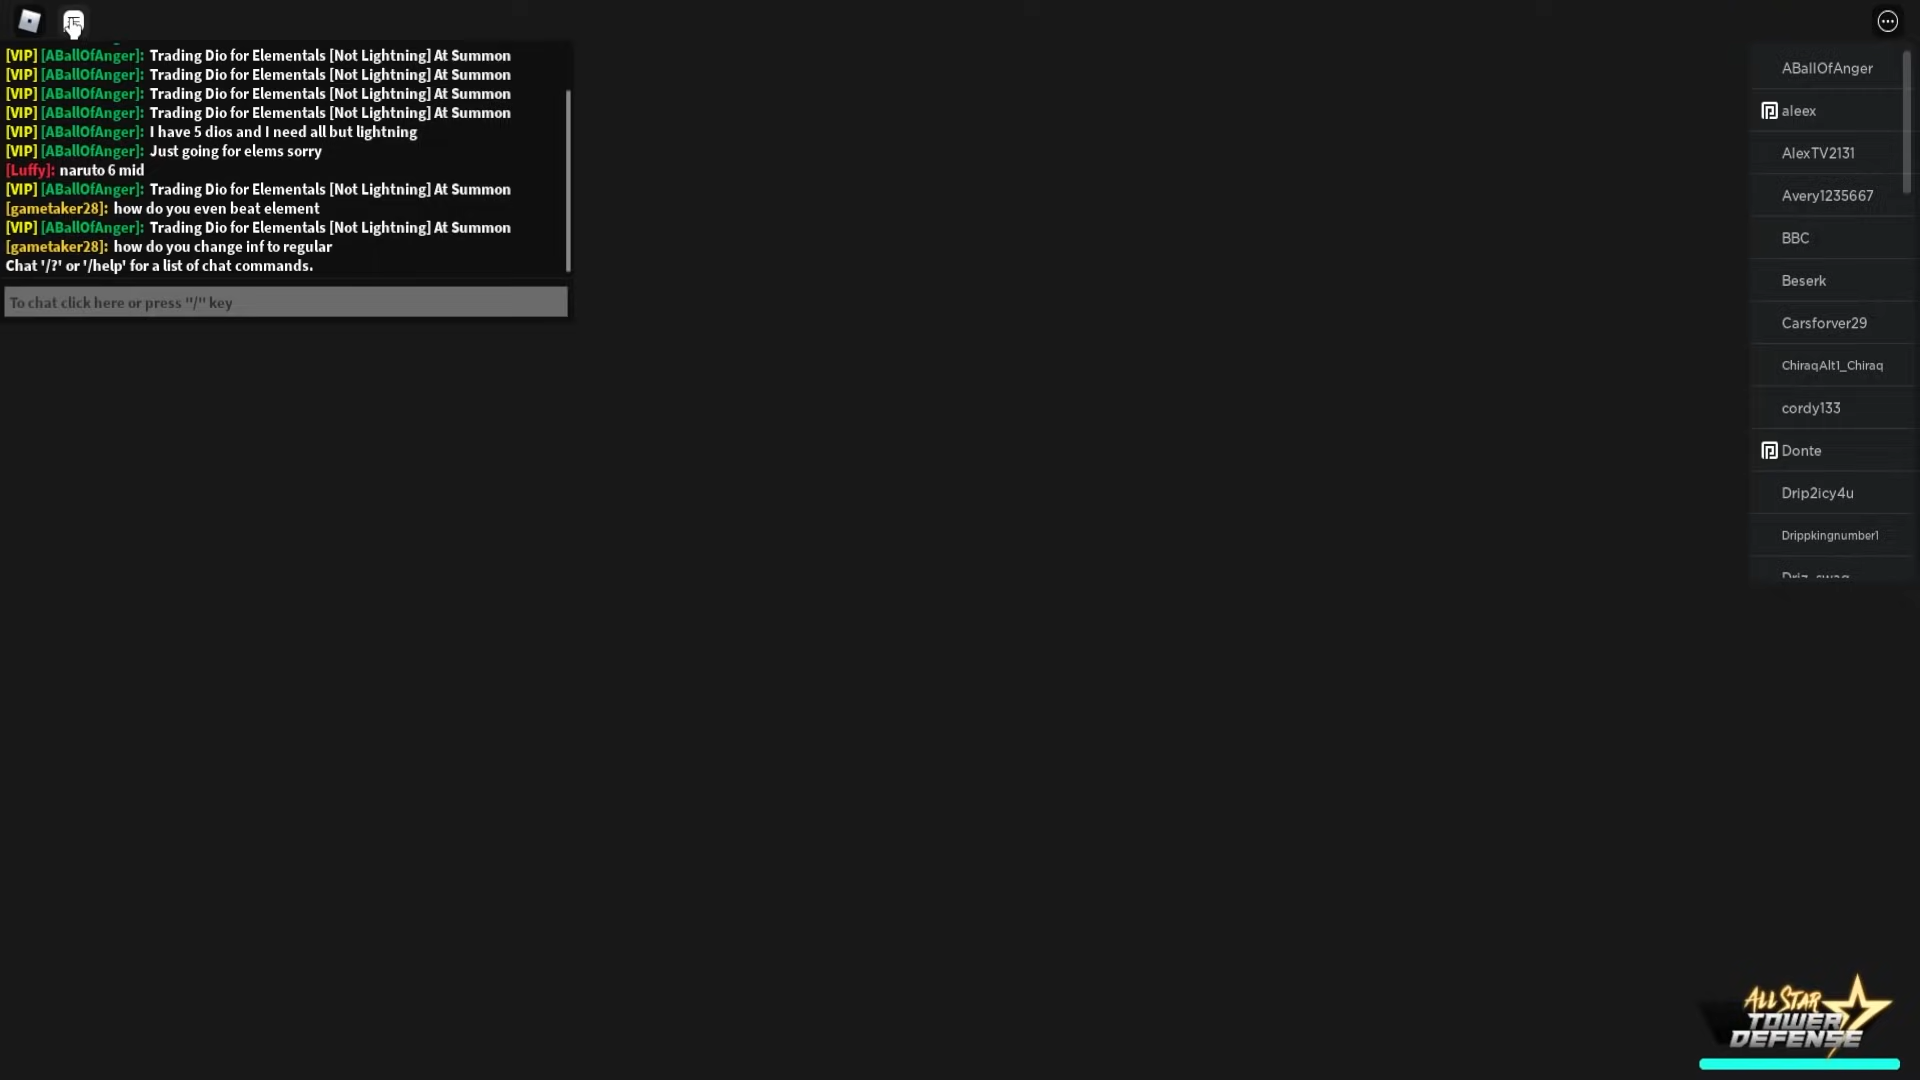 [VIP] [ABallOfAnger]: Trading Dio for Elementals [Not Lightning] At Summon
[VIP] [ABallOfAnger]: Trading Dio for Elementals [Not Lightning] At Summon
[VIP] [ABallOfAnger]: Trading Dio for Elementals [Not Lightning] At Summon
[VIP] [ABallOfAnger]: Trading Dio for Elementals [Not Lightning] At Summon
[VIP] [ABallOfAnger]: I have 5 dios and I need all but lightning
[VIP] [ABallOfAnger]: Just going for elems sorry
[Luffy]: naruto 6 mid
[VIP] [ABallOfAnger]: Trading Dio for Elementals [Not Lightning] At Summon
[gametaker28]: how do you even beat element
[VIP] [ABallOfAnger]: Trading Dio for Elementals [Not Lightning] At Summon
[gametaker28]: how do you change inf to regular
Chat '/?' or '/help' for a list of chat commands.
To chat click here or press "/" key
ABallOfAnger
aleex
AlexTV2131
Avery1235667
BBC
Beserk
Carsforver29
ChiraqAlt1_Chiraq
cordy133
Donte
Drip2icy4u
Drippkingnumber1
ALL STAR
TOWER
DEFENSE